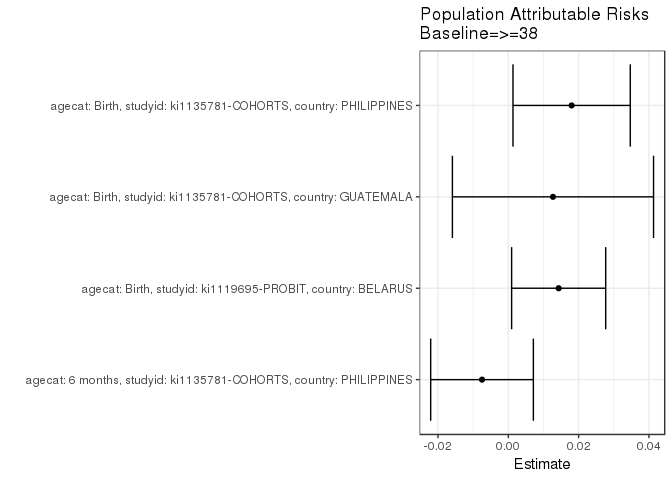 Population Attributable Risks
Baseline=>=38
agecat: Birth, studyid: ki1135781-COHORTS, country: PHILIPPINES
agecat: Birth, studyid: ki1135781-COHORTS, country: GUATEMALA
agecat: Birth, studyid: ki1119695-PROBIT, country: BELARUS
agecat: 6 months, studyid: ki1135781-COHORTS, country: PHILIPPINES
-0.02 0.00 0.02 0.04
Estimate